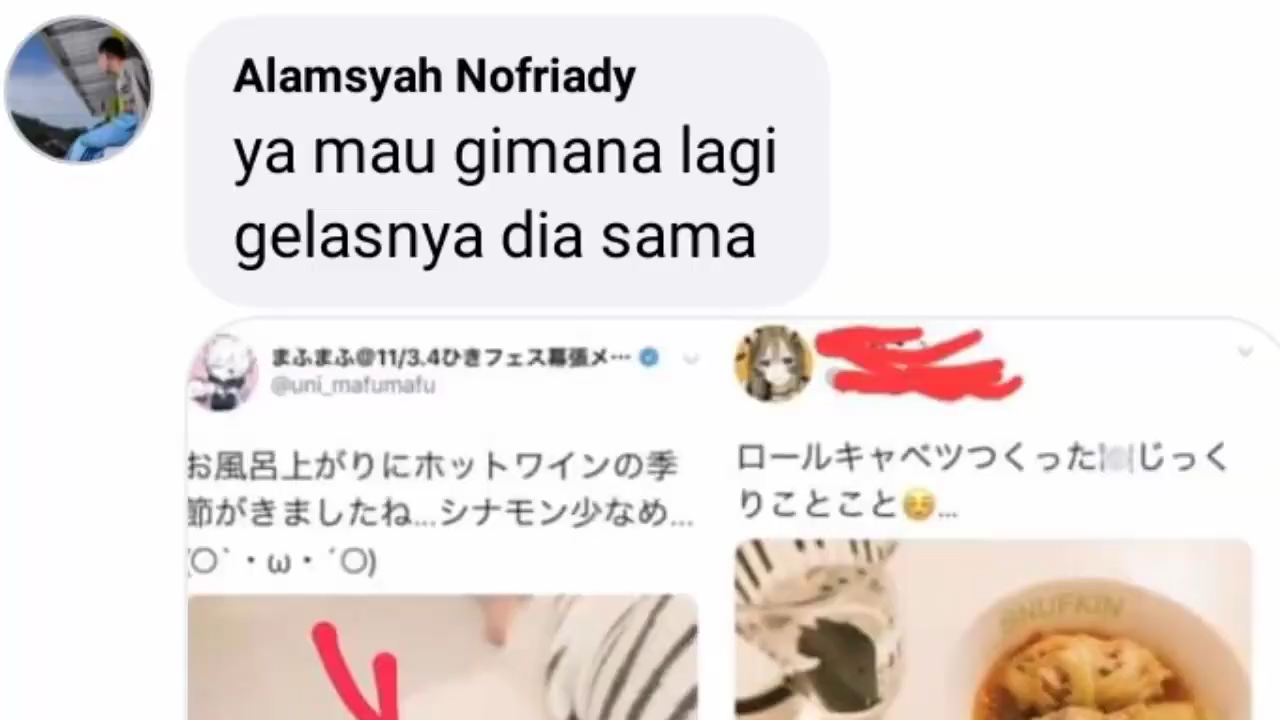 Alamsyah Nofriady
ya mau gimana lagi
gelasnya dia sama
まふまふ@11/3.4ひきフェス幕張メ…
@uni_mafumafu
お風呂上がりにホットワインの季
節がきましたね...シナモン少なめ...
(○`・ω・´○)
ロールキャベツつくった🍽️じっく
りことこと☺️...
SNUFKIN